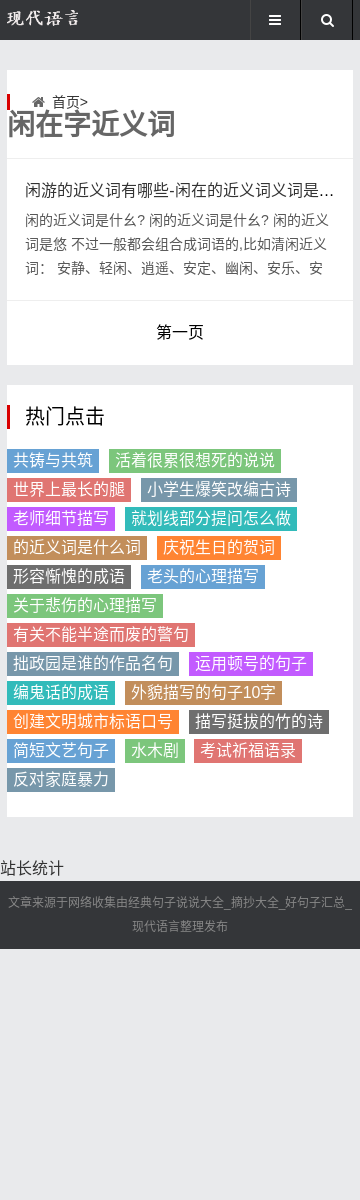 现代语言
首页>
闲在字近义词
闲游的近义词有哪些-闲在的近义词义词是…
闲的近义词是什么? 闲的近义词是什么? 闲的近义
词是悠 不过一般都会组合成词语的,比如清闲近义
词： 安静、轻闲、逍遥、安定、幽闲、安乐、安
第一页
热门点击
共铸与共筑 活着很累很想死的说说
世界上最长的腿 小学生爆笑改编古诗
老师细节描写 就划线部分提问怎么做
的近义词是什么词 庆祝生日的贺词
形容惭愧的成语 老头的心理描写
关于悲伤的心理描写
有关不能半途而废的警句
拙政园是谁的作品名句 运用顿号的句子
编鬼话的成语 外貌描写的句子10字
创建文明城市标语口号 描写挺拔的竹的诗
简短文艺句子 水木剧 考试祈福语录
反对家庭暴力
站长统计
文章来源于网络收集由经典句子说说大全_摘抄大全_好句子汇总_
现代语言整理发布